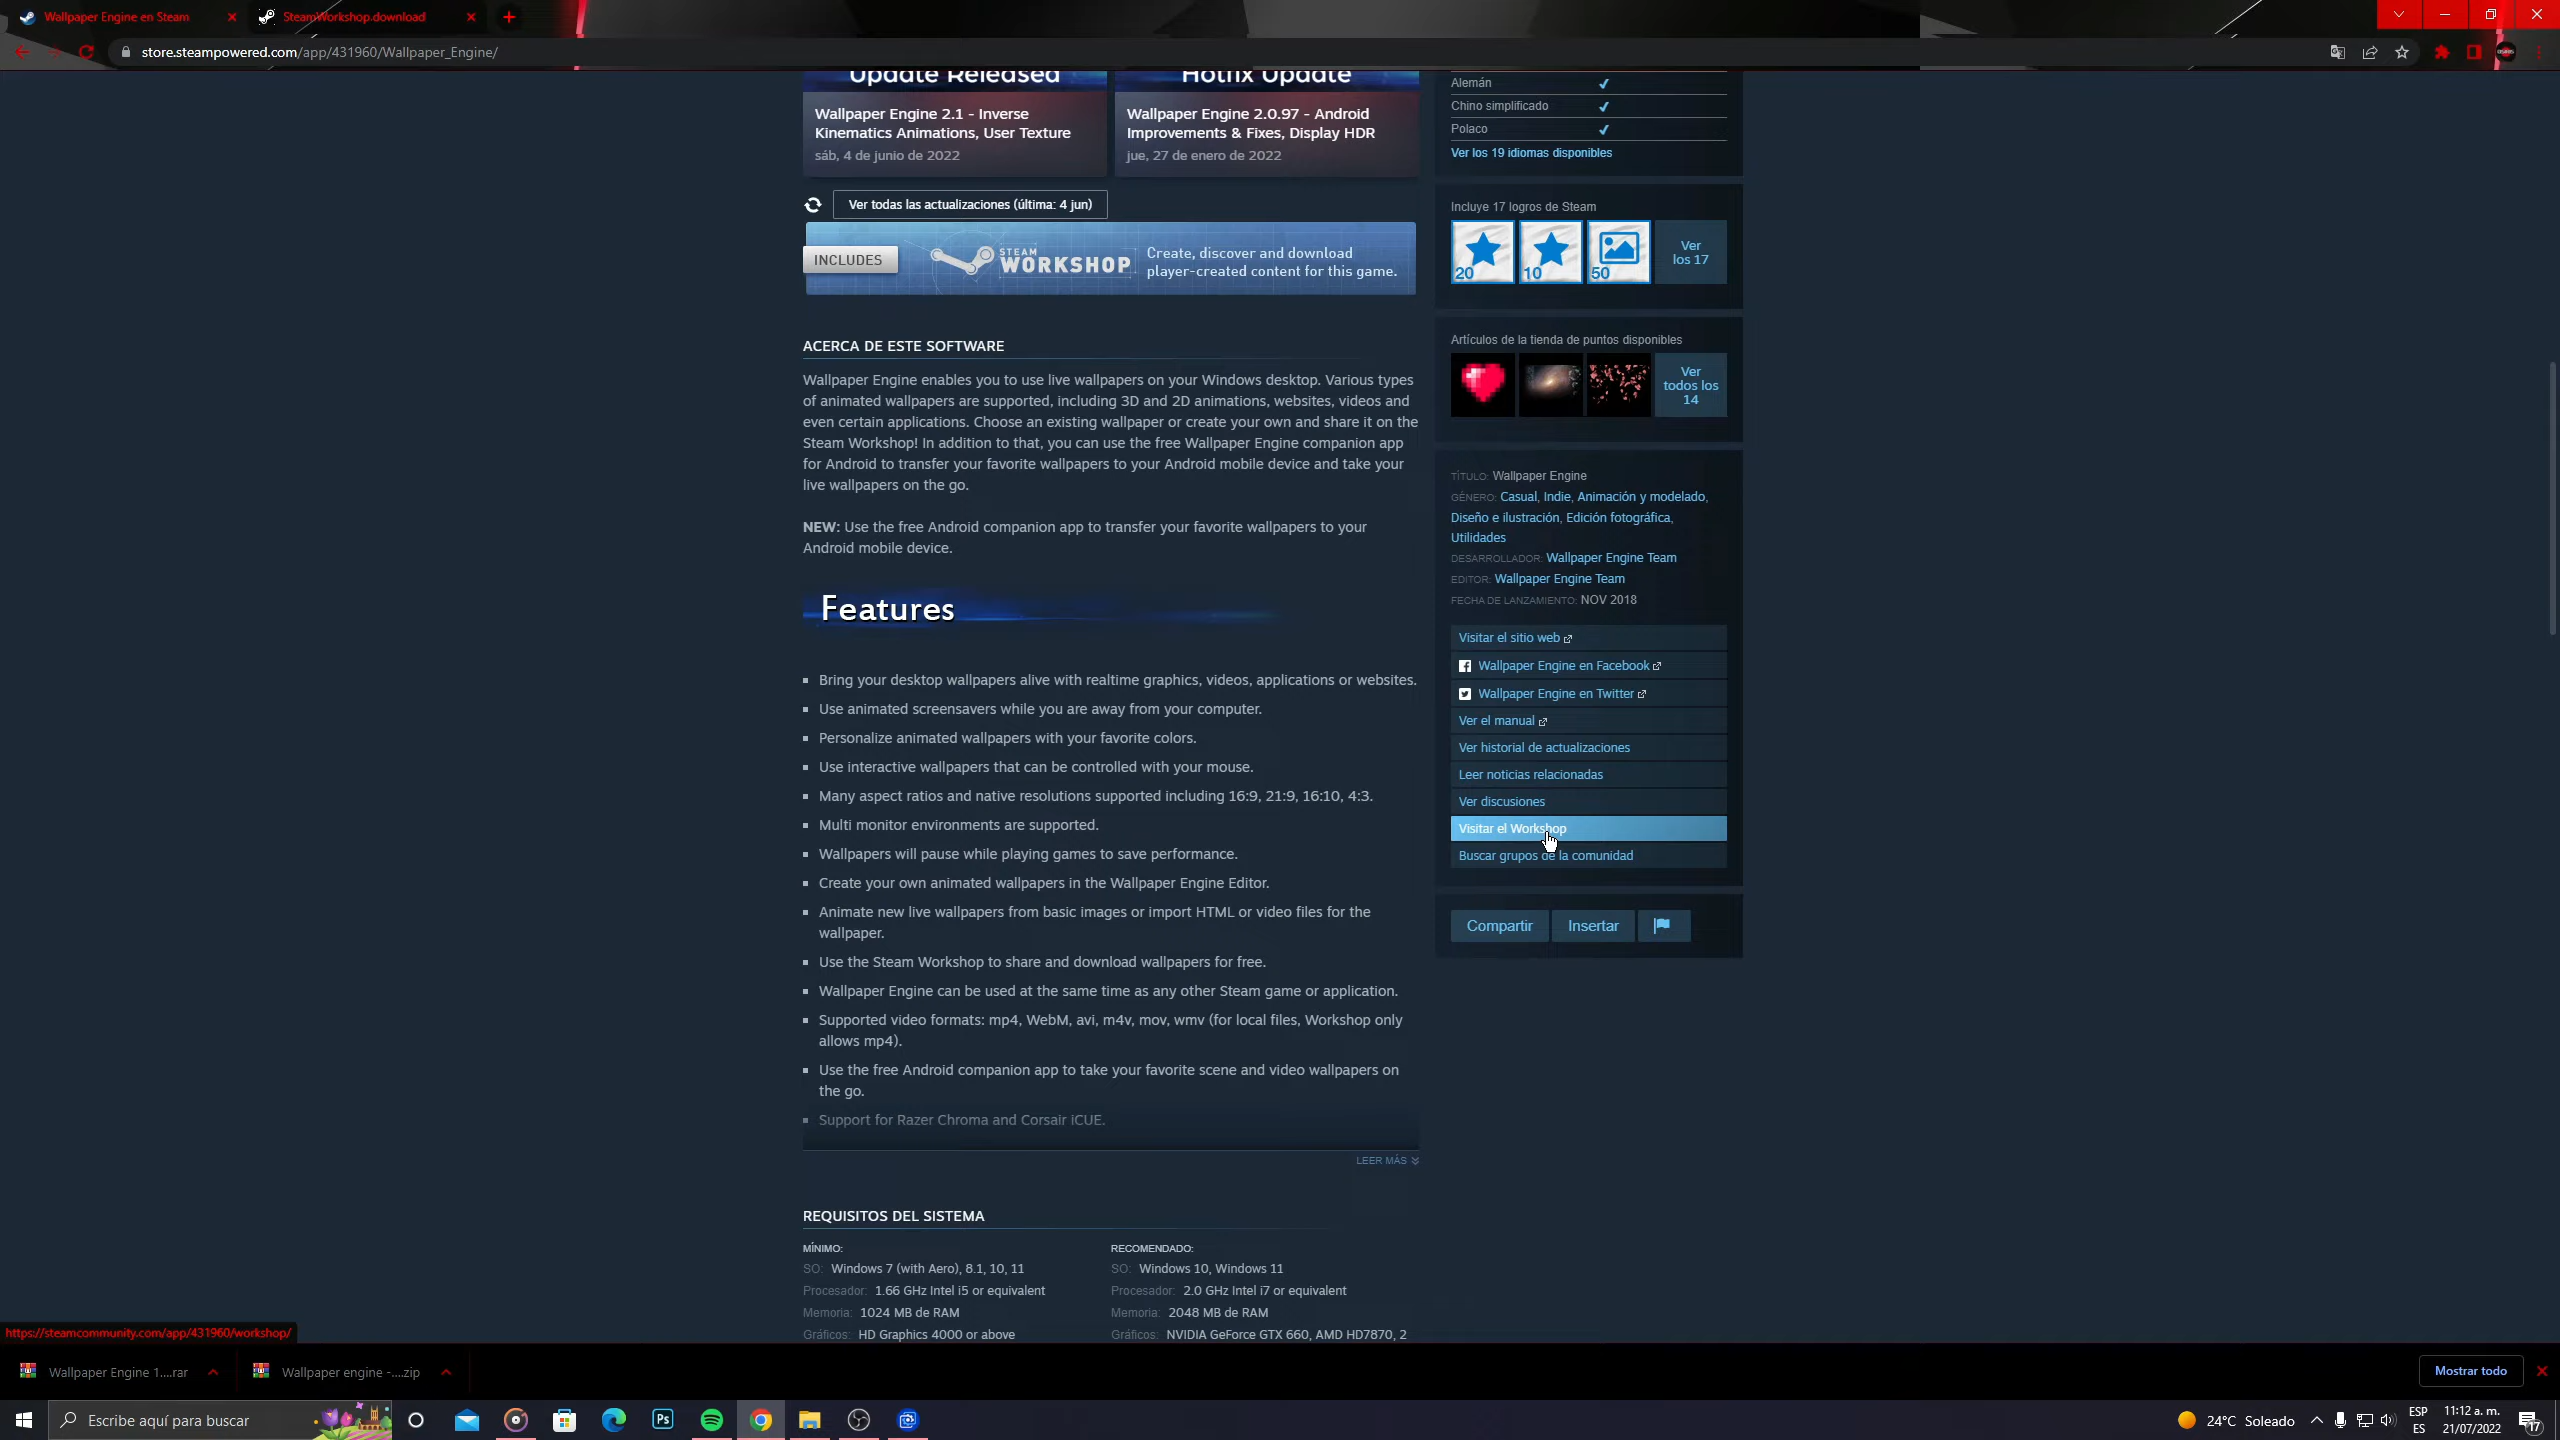 Wallpaper Engine en Steam
SteamWorkshop.download
store.steampowered.com/app/431960/Wallpaper_Engine/
Update Released
Wallpaper Engine 2.1 - Inverse
Kinematics Animations, User Texture
sáb, 4 de junio de 2022
Hotfix Update
Wallpaper Engine 2.0.97 - Android
Improvements & Fixes, Display HDR
jue, 27 de enero de 2022
Ver todas las actualizaciones (última: 4 jun)
INCLUDES
STEAM
WORKSHOP
Create, discover and download
player-created content for this game.
ACERCA DE ESTE SOFTWARE
Wallpaper Engine enables you to use live wallpapers on your Windows desktop. Various types
of animated wallpapers are supported, including 3D and 2D animations, websites, videos and
even certain applications. Choose an existing wallpaper or create your own and share it on the
Steam Workshop! In addition to that, you can use the free Wallpaper Engine companion app
for Android to transfer your favorite wallpapers to your Android mobile device and take your
live wallpapers on the go.
NEW: Use the free Android companion app to transfer your favorite wallpapers to your
Android mobile device.
Features
Bring your desktop wallpapers alive with realtime graphics, videos, applications or websites.
Use animated screensavers while you are away from your computer.
Personalize animated wallpapers with your favorite colors.
Use interactive wallpapers that can be controlled with your mouse.
Many aspect ratios and native resolutions supported including 16:9, 21:9, 16:10, 4:3.
Multi monitor environments are supported.
Wallpapers will pause while playing games to save performance.
Create your own animated wallpapers in the Wallpaper Engine Editor.
Animate new live wallpapers from basic images or import HTML or video files for the
wallpaper.
Use the Steam Workshop to share and download wallpapers for free.
Wallpaper Engine can be used at the same time as any other Steam game or application.
Supported video formats: mp4, WebM, avi, m4v, mov, wmv (for local files, Workshop only
allows mp4).
Use the free Android companion app to take your favorite scene and video wallpapers on
the go.
Support for Razer Chroma and Corsair iCUE.
LEER MÁS
REQUISITOS DEL SISTEMA
MÍNIMO:
SO: Windows 7 (with Aero), 8.1, 10, 11
Procesador: 1.66 GHz Intel i5 or equivalent
Memoria: 1024 MB de RAM
Gráficos: HD Graphics 4000 or above
RECOMENDADO:
SO: Windows 10, Windows 11
Procesador: 2.0 GHz Intel i7 or equivalent
Memoria: 2048 MB de RAM
Gráficos: NVIDIA GeForce GTX 660, AMD HD7870, 2
Alemán
Chino simplificado
Polaco
Ver los 19 idiomas disponibles
Incluye 17 logros de Steam
20
10
50
Ver
los 17
Artículos de la tienda de puntos disponibles
Ver
todos los
14
TÍTULO: Wallpaper Engine
GÉNERO: Casual, Indie, Animación y modelado,
Diseño e ilustración, Edición fotográfica,
Utilidades
DESARROLLADOR: Wallpaper Engine Team
EDITOR: Wallpaper Engine Team
FECHA DE LANZAMIENTO: NOV 2018
Visitar el sitio web
Wallpaper Engine en Facebook
Wallpaper Engine en Twitter
Ver el manual
Ver historial de actualizaciones
Leer noticias relacionadas
Ver discusiones
Visitar el Workshop
Buscar grupos de la comunidad
Compartir
Insertar
https://steamcommunity.com/app/431960/workshop/
Wallpaper Engine 1....rar
Wallpaper engine -....zip
Mostrar todo
Escribe aquí para buscar
Ps
24°C Soleado
ESP
ES
11:12 a. m.
21/07/2022
17